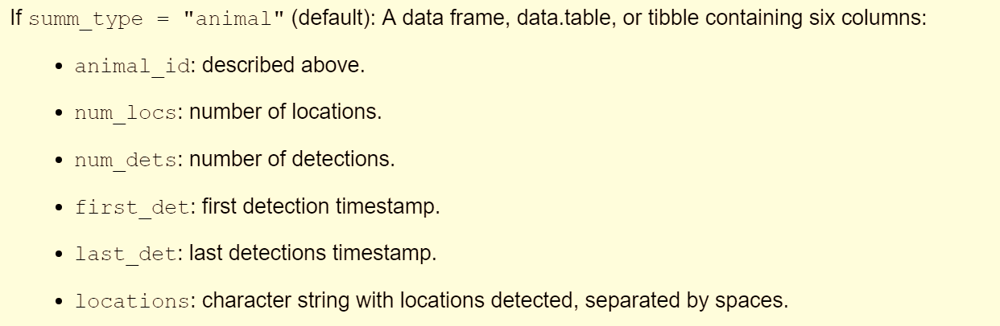 If summ_type = "animal" (default): A data frame, data.table, or tibble containing six columns:
• animal_id: described above.
• num_locs: number of locations.
• num_dets: number of detections.
• first_det: first detection timestamp.
• last_det: last detections timestamp.
• locations: character string with locations detected, separated by spaces.